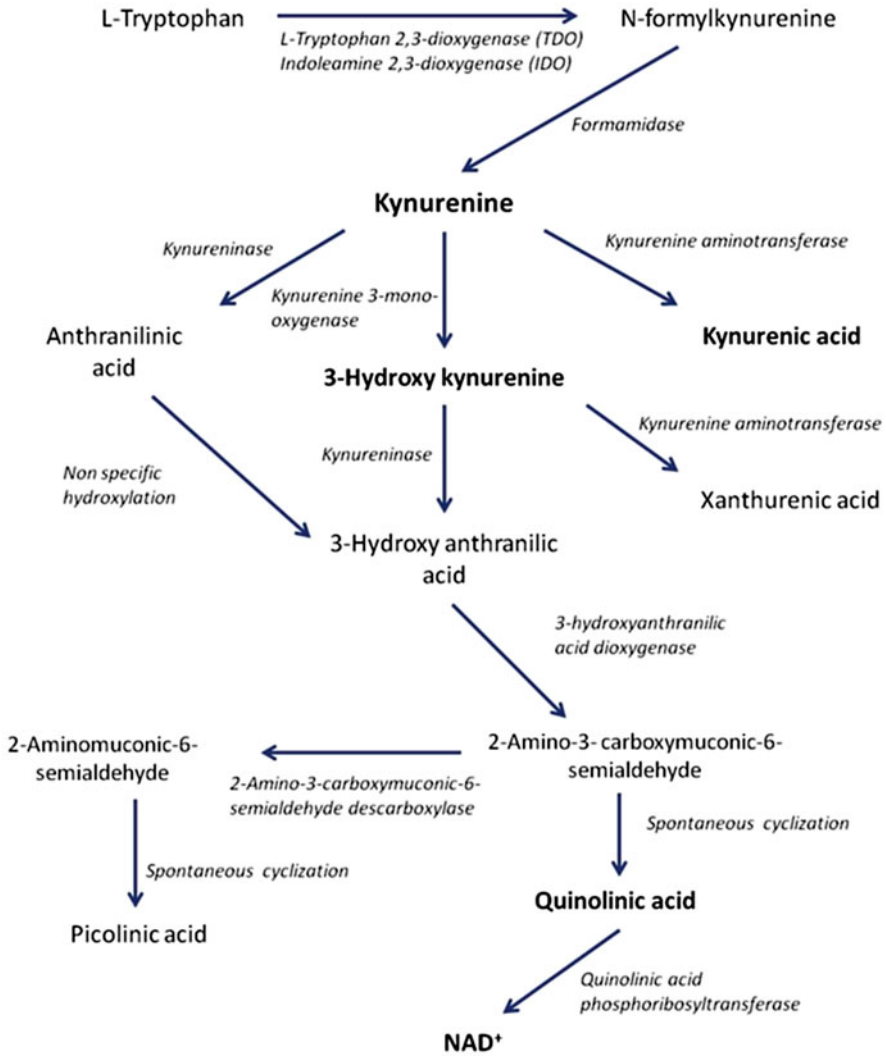 L-Tryptophan
N-formylkynurenine
L-Tryptophan 2,3-dioxygenase (TDO)
Indoleamine 2,3-dioxygenase (IDO)
Formamidase
Kynurenine
Kynureninase
Kynurenine 3-mono-
oxygenase
Kynurenine aminotransferase
Anthranilinic
acid
Kynurenic acid
3-Hydroxy kynurenine
Non specific
hydroxylation
Kynureninase
Kynurenine aminotransferase
Xanthurenic acid
3-Hydroxy anthranilic
acid
3-hydroxyanthranilic
acid dioxygenase
2-Aminomuconic-6-
semialdehyde
2-Amino-3- carboxymuconic-6-
semialdehyde
2-Amino-3-carboxymuconic-6-
semialdehyde descarboxylase
Spontaneous cyclization
Spontaneous cyclization
Quinolinic acid
Picolinic acid
Quinolinic acid
phosphoribosyltransferase
NAD⁺